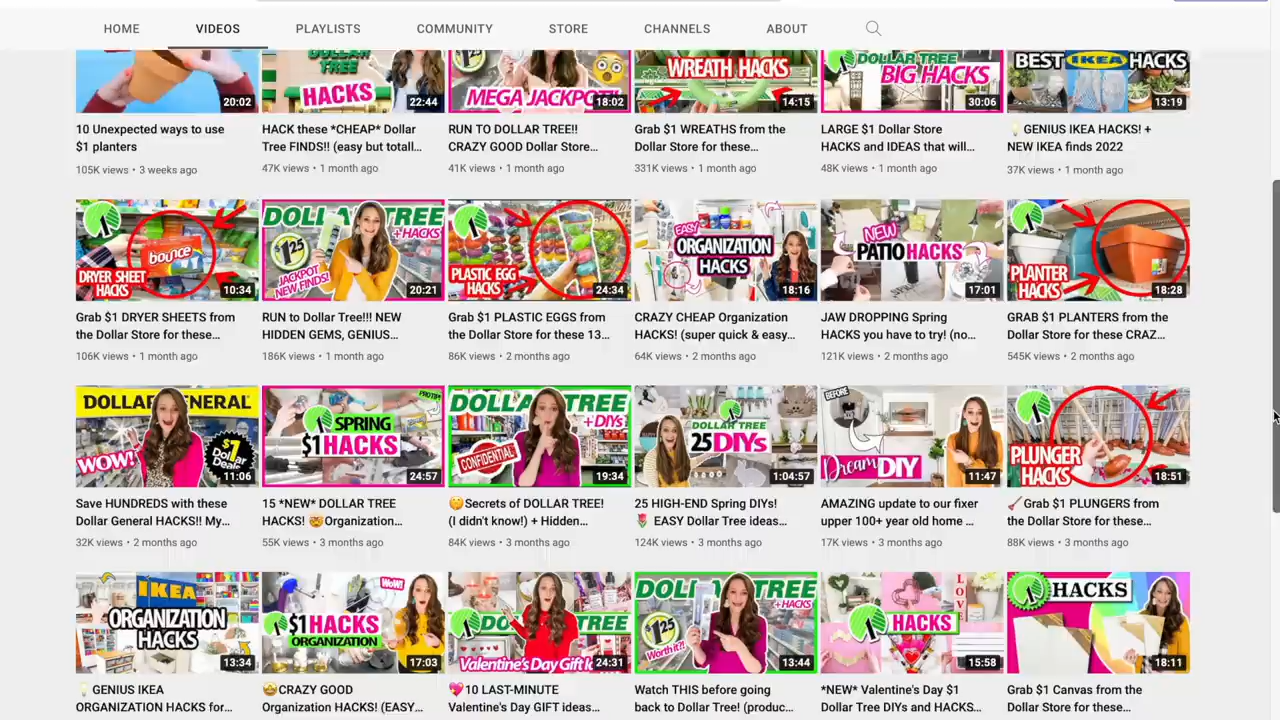 HOME VIDEOS PLAYLISTS COMMUNITY STORE CHANNELS ABOUT
20:02
TREE
HACKS
22:44
MEGA JACKPOT!!
18:02
WREATH HACKS
14:15
DOLLAR TREE
BIG HACKS
30:06
BEST IKEA HACKS
13:19
10 Unexpected ways to use
$1 planters
105K views • 3 weeks ago
HACK these *CHEAP* Dollar
Tree FINDS!! (easy but totall...
47K views • 1 month ago
RUN TO DOLLAR TREE!!
CRAZY GOOD Dollar Store...
41K views • 1 month ago
Grab $1 WREATHS from the
Dollar Store for these...
331K views • 1 month ago
LARGE $1 Dollar Store
HACKS and IDEAS that will...
48K views • 1 month ago
💡GENIUS IKEA HACKS! +
NEW IKEA finds 2022
37K views • 1 month ago
bounce
DRYER SHEET
HACKS
10:34
DOLLAR TREE
+ HACKS
$1.25
JACKPOT
NEW FINDS!
20:21
PLASTIC EGG
HACKS
24:34
EASY
ORGANIZATION
HACKS
18:16
NEW
PATIO HACKS
17:01
PLANTER
HACKS
18:28
Grab $1 DRYER SHEETS from
the Dollar Store for these...
106K views • 1 month ago
RUN to Dollar Tree!!! NEW
HIDDEN GEMS, GENIUS...
186K views • 1 month ago
Grab $1 PLASTIC EGGS from
the Dollar Store for these 13...
86K views • 2 months ago
CRAZY CHEAP Organization
HACKS! (super quick & easy...
64K views • 2 months ago
JAW DROPPING Spring
HACKS you have to try! (no...
121K views • 2 months ago
GRAB $1 PLANTERS from the
Dollar Store for these CRAZ...
545K views • 2 months ago
DOLLAR GENERAL
WOW!
$1
Dollar
Deals
11:06
PROJECTS
SPRING
$1 HACKS
24:57
DOLLAR TREE
+ DIYs
CONFIDENTIAL
19:34
DOLLAR TREE
25 DIYs
1:04:57
BEFORE
Dream DIY
11:47
PLUNGER
HACKS
18:51
Save HUNDREDS with these
Dollar General HACKS!! My...
32K views • 2 months ago
15 *NEW* DOLLAR TREE
HACKS! 🤯Organization...
55K views • 3 months ago
🤫Secrets of DOLLAR TREE!
(I didn't know!) + Hidden...
84K views • 3 months ago
25 HIGH-END Spring DIYs!
🌷 EASY Dollar Tree ideas...
124K views • 3 months ago
AMAZING update to our fixer
upper 100+ year old home ...
17K views • 3 months ago
🪠Grab $1 PLUNGERS from
the Dollar Store for these...
88K views • 3 months ago
IKEA
ORGANIZATION
HACKS
13:34
WOW!
$1 HACKS
ORGANIZATION
17:03
DOLLAR TREE
Valentine's Day Gift
24:31
DOLLAR TREE
+ HACKS
$1.25
Worth it?!
13:44
LOVE
HACKS
15:58
HACKS
18:11
💡GENIUS IKEA
ORGANIZATION HACKS for...
🤩CRAZY GOOD
Organization HACKS! (EASY...
💖10 LAST-MINUTE
Valentine's Day GIFT ideas...
Watch THIS before going
back to Dollar Tree! (produc...
*NEW* Valentine's Day $1
Dollar Tree DIYs and HACKS...
Grab $1 Canvas from the
Dollar Store for these...